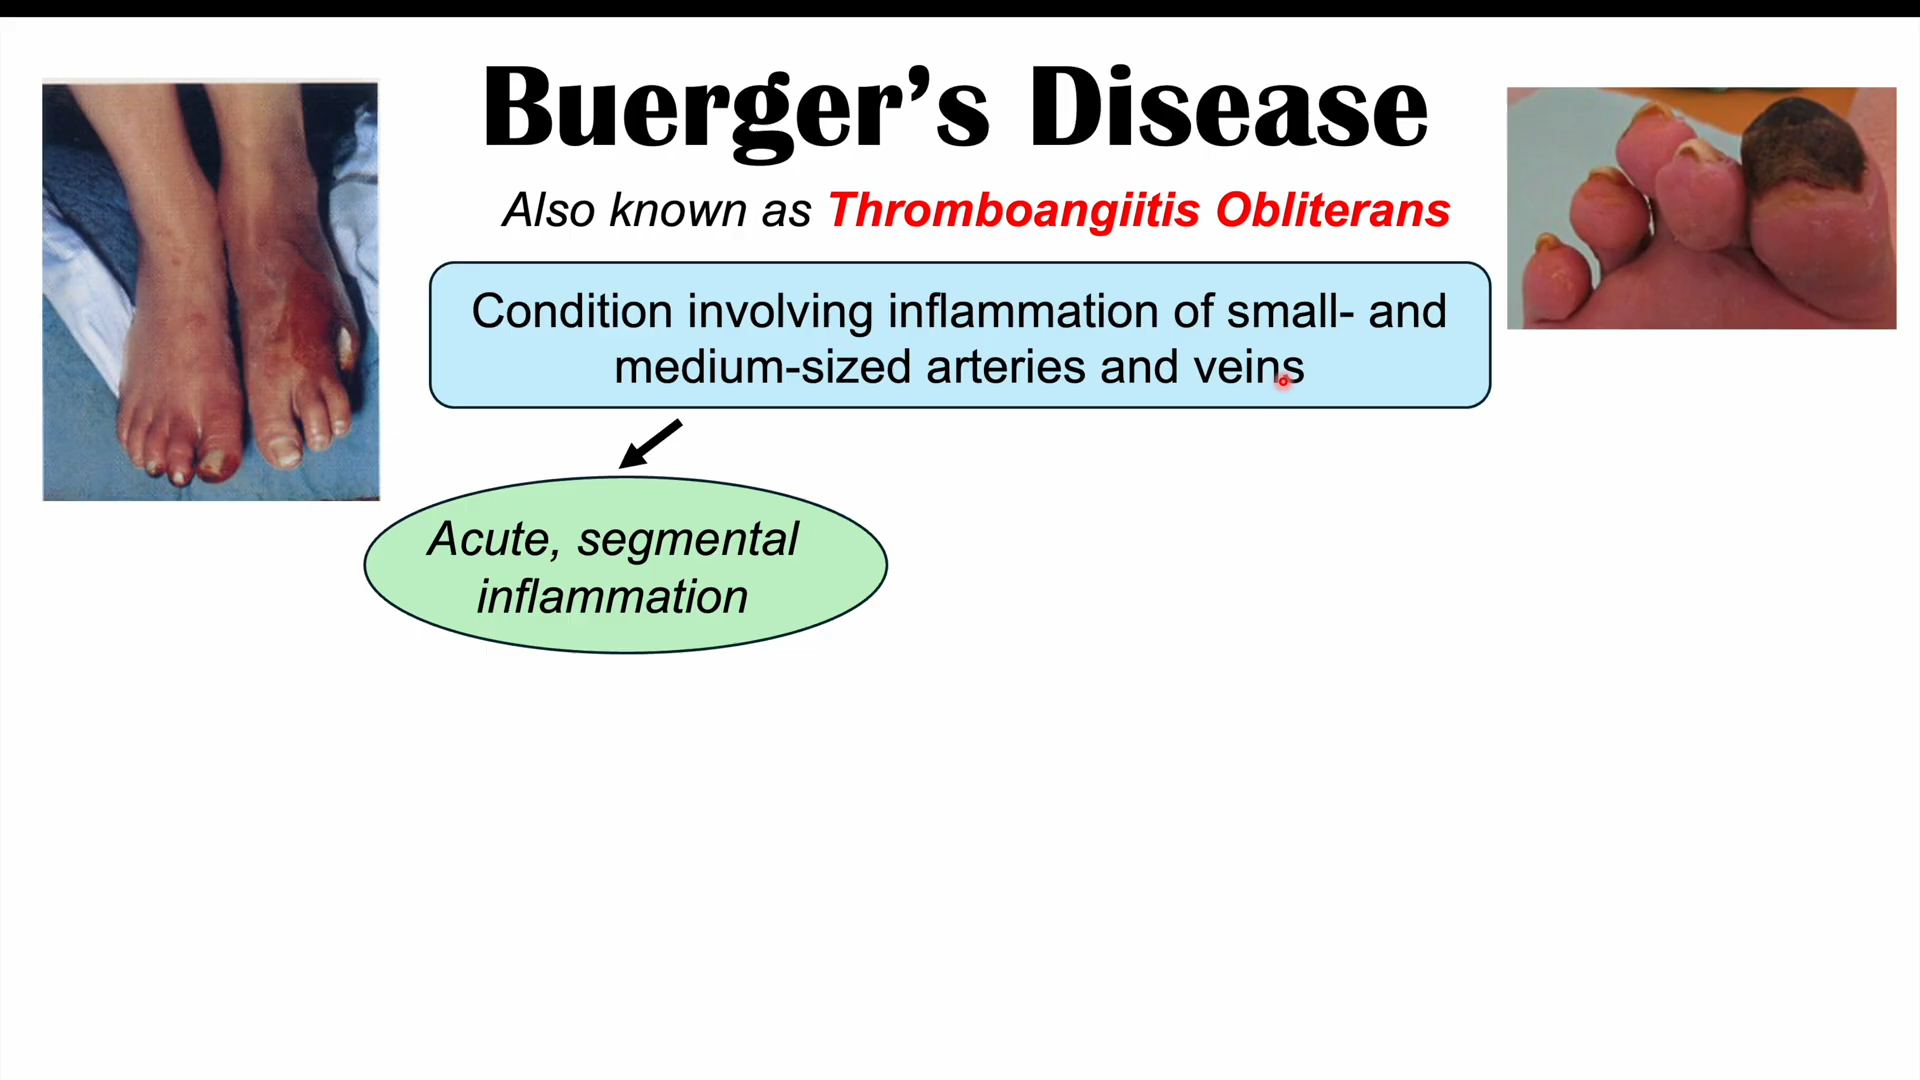 Buerger’s Disease
Also known as Thromboangiitis Obliterans
Condition involving inflammation of small- and
medium-sized arteries and veins
Acute, segmental
inflammation